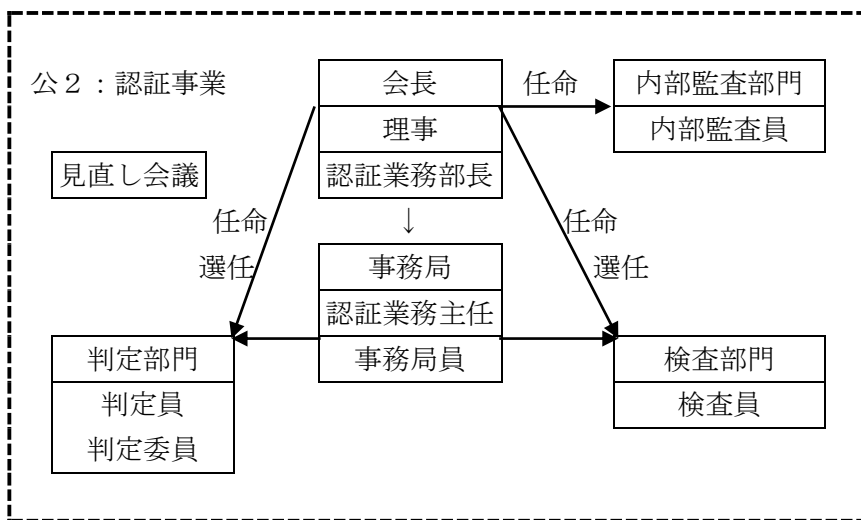 公２：認証事業
会長
任命
内部監査部門
理事
内部監査員
見直し会議
認証業務部長
任命
↓
任命
選任
事務局
選任
認証業務主任
判定部門
事務局員
検査部門
判定員
検査員
判定委員